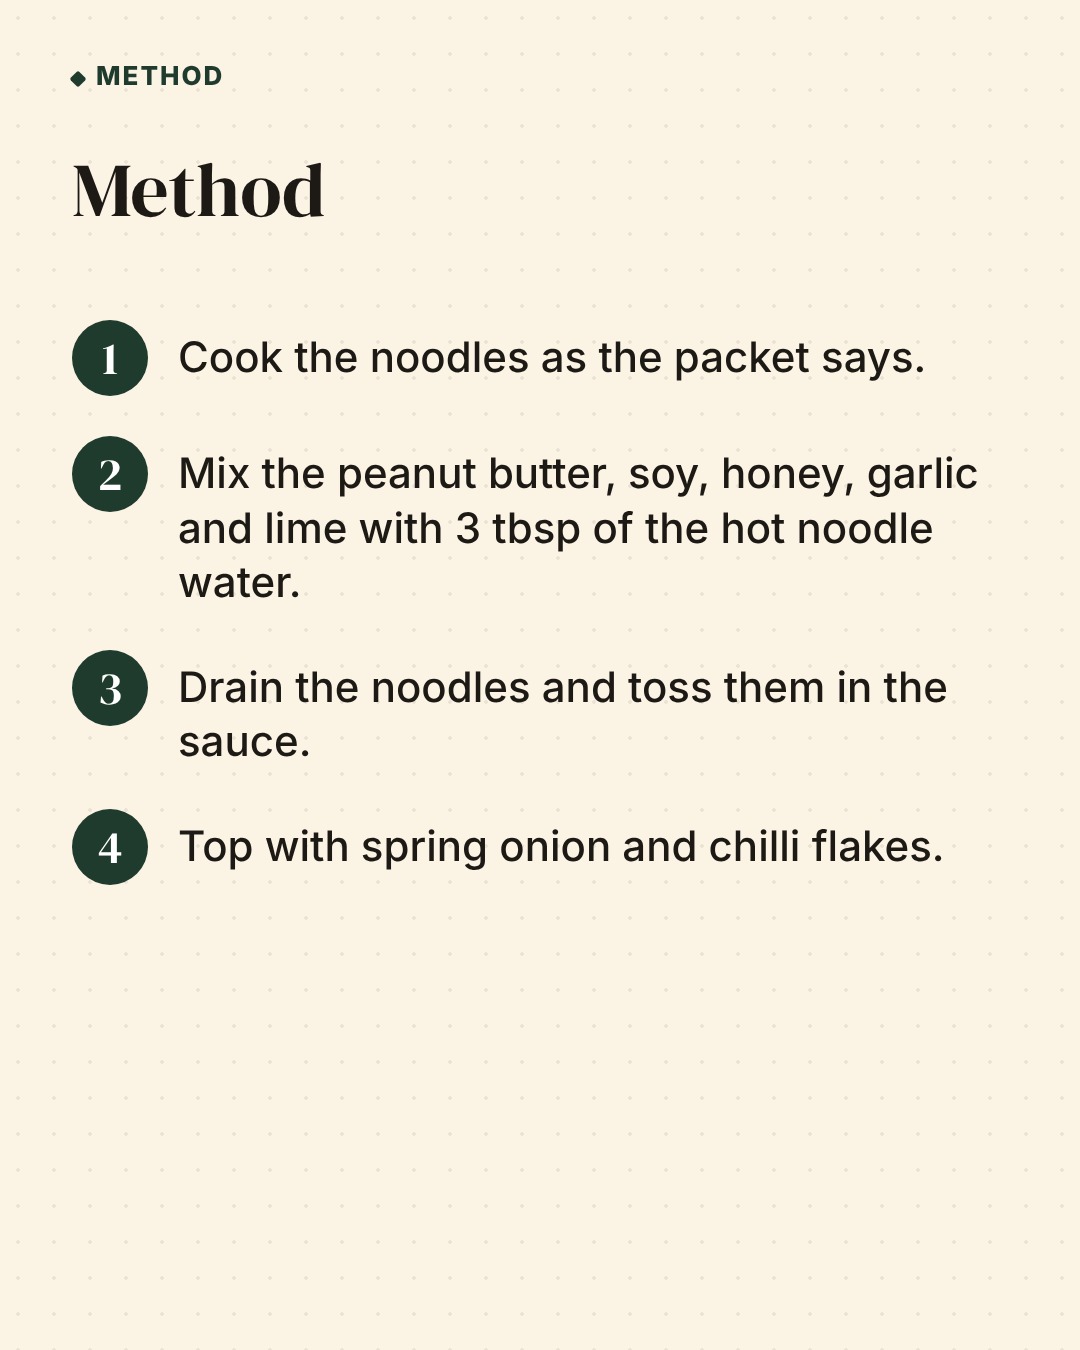 METHOD
Method
1 Cook the noodles as the packet says.
2 Mix the peanut butter, soy, honey, garlic
and lime with 3 tbsp of the hot noodle
water.
3 Drain the noodles and toss them in the
sauce.
4 Top with spring onion and chilli flakes.